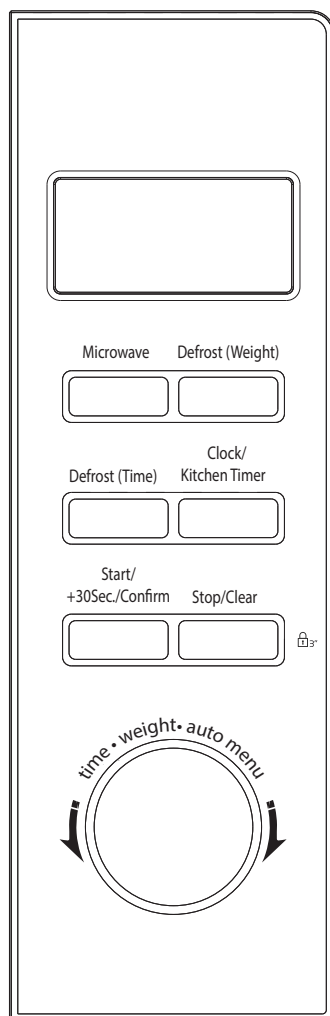 Microwave
Defrost (Weight)
Defrost (Time)
Clock/
Kitchen Timer
Start/
+30Sec./Confirm
Stop/Clear
3"
time • weight • auto menu